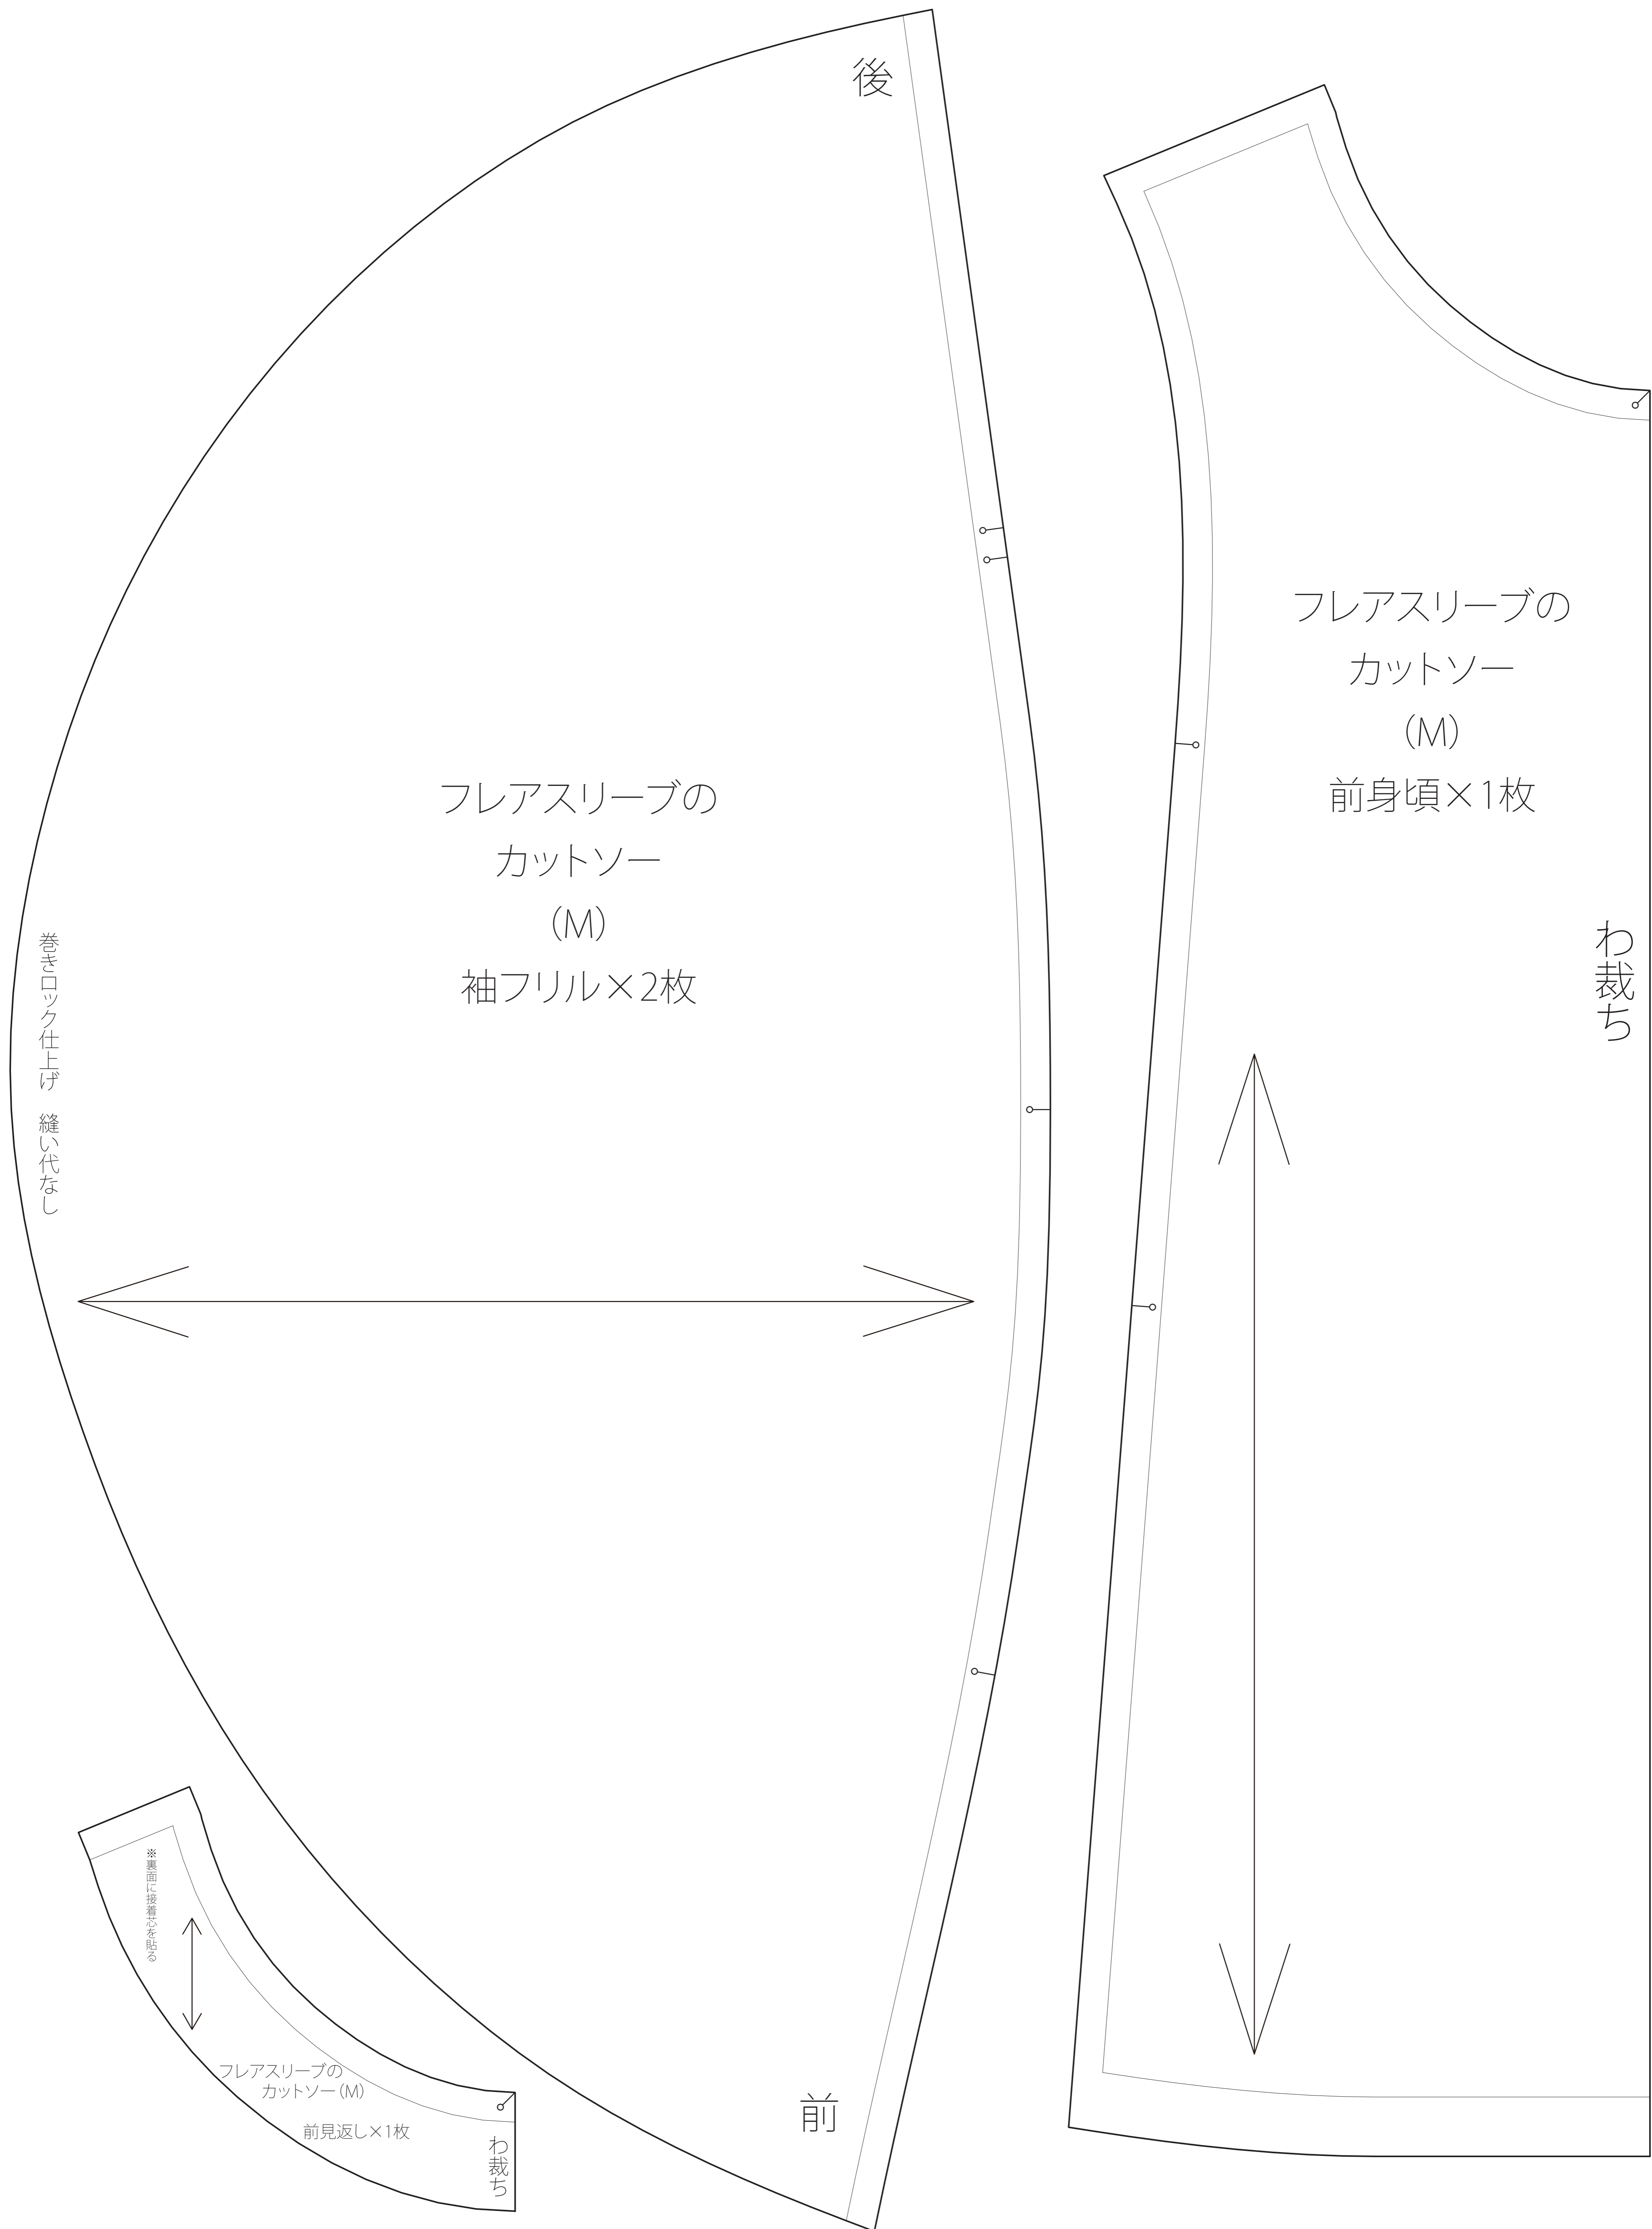 後
フレアスリーブの
カットソー
(M)
袖フリル×2枚
巻きロック仕上げ　縫い代なし
前
フレアスリーブの
カットソー
(M)
前身頃×1枚
わ裁ち
※裏面に接着芯を貼る
フレアスリーブの
カットソー(M)
前見返し×1枚
わ裁ち